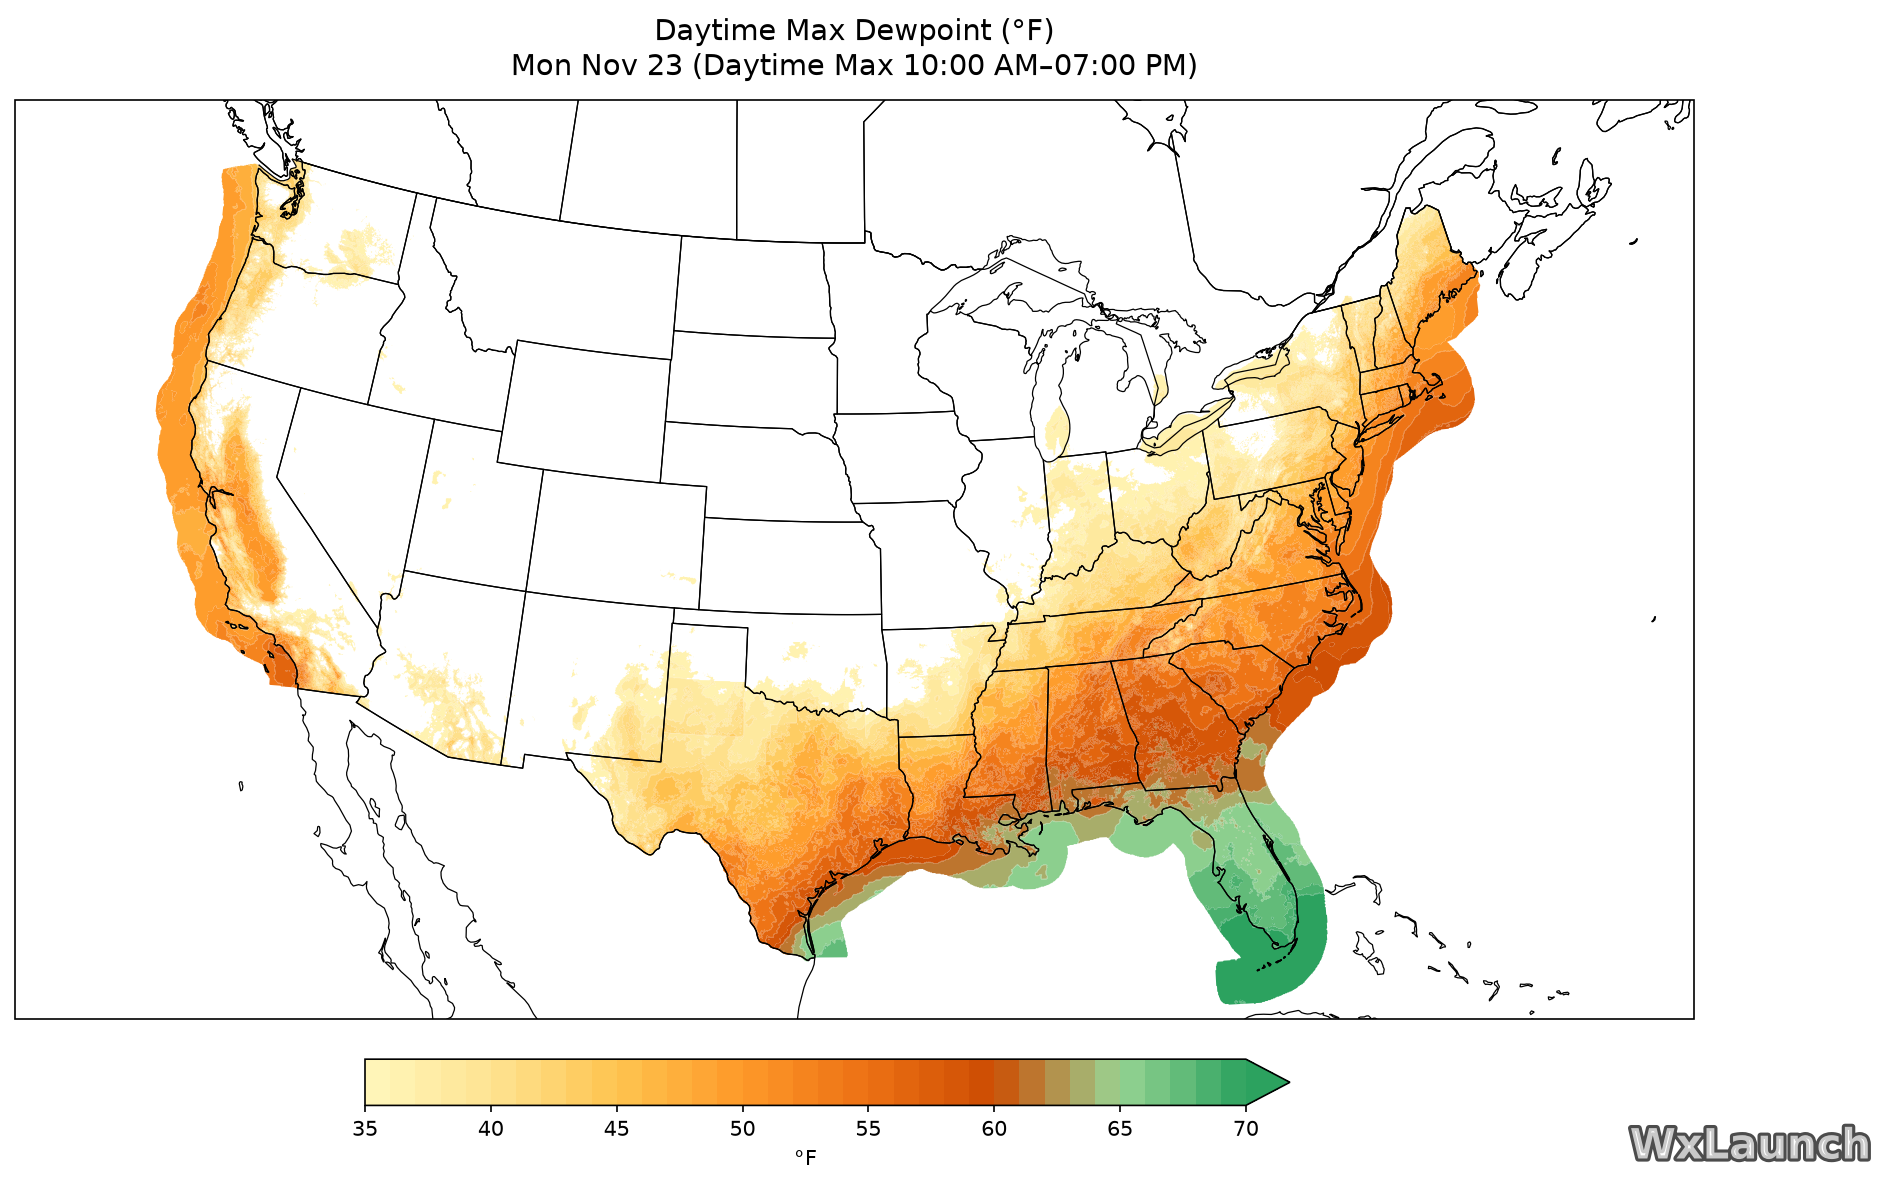 Daytime Max Dewpoint (°F)
Mon Nov 23 (Daytime Max 10:00 AM–07:00 PM)
35 40 45 50 55 60 65 70
°F
WxLaunch